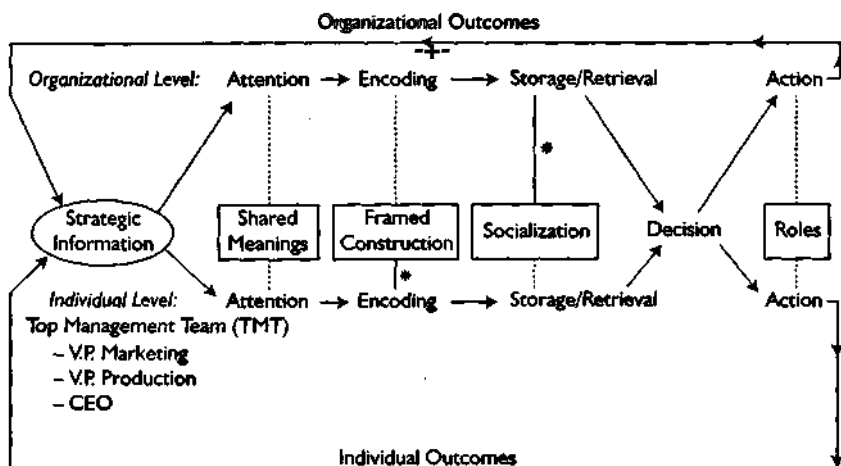 Organizational Outcomes
-+-
Organizational Level: Attention Encoding Storage/Retrieval Action
*
Strategic Information
Shared Meanings
Framed Construction
Socialization
Decision
Roles
*
Individual Level: Attention Encoding Storage/Retrieval Action
Top Management Team (TMT)
– V.P. Marketing
– V.P. Production
– CEO
Individual Outcomes